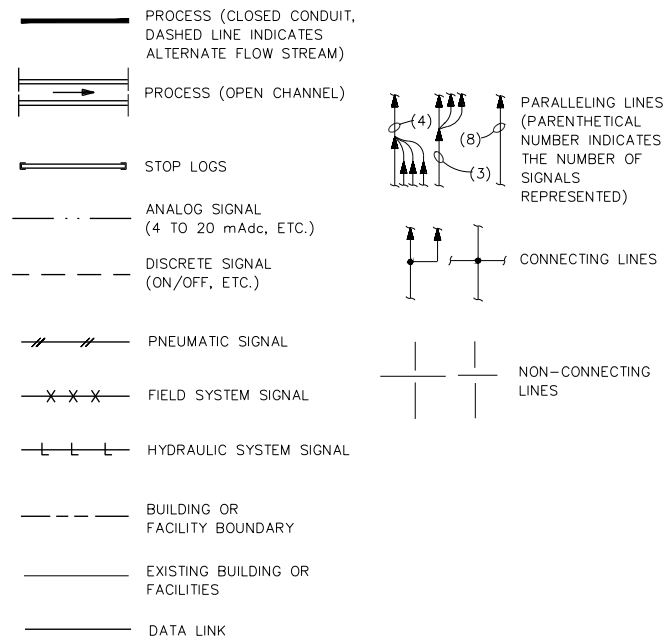 PROCESS (CLOSED CONDUIT,
DASHED LINE INDICATES
ALTERNATE FLOW STREAM)
PROCESS (OPEN CHANNEL)
STOP LOGS
ANALOG SIGNAL
(4 TO 20 mAdc, ETC.)
DISCRETE SIGNAL
(ON/OFF, ETC.)
PNEUMATIC SIGNAL
FIELD SYSTEM SIGNAL
HYDRAULIC SYSTEM SIGNAL
BUILDING OR
FACILITY BOUNDARY
EXISTING BUILDING OR
FACILITIES
DATA LINK
(4)
(3)
(8)
PARALLELING LINES
(PARENTHETICAL
NUMBER INDICATES
THE NUMBER OF
SIGNALS
REPRESENTED)
CONNECTING LINES
NON-CONNECTING
LINES